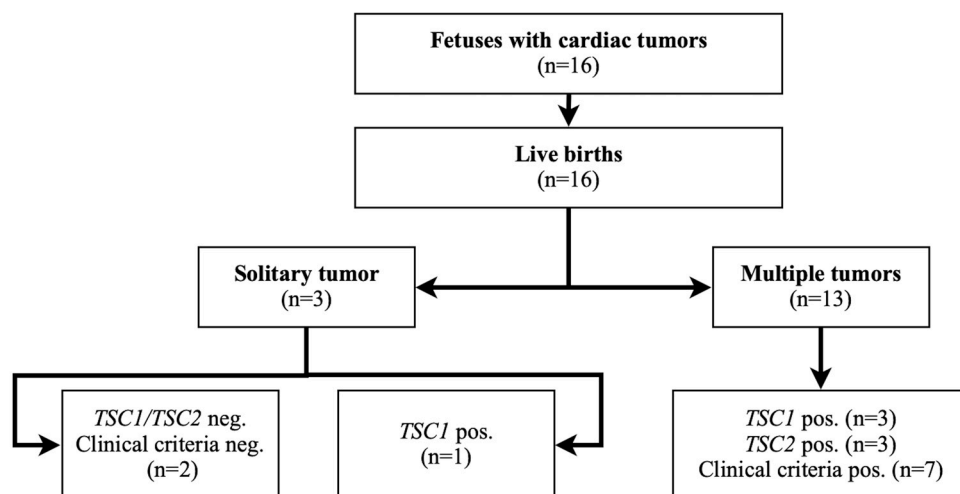 Fetuses with cardiac tumors
(n=16)
Live births
(n=16)
Solitary tumor
(n=3)
Multiple tumors
(n=13)
TSC1/TSC2 neg.
Clinical criteria neg.
(n=2)
TSC1 pos.
(n=1)
TSC1 pos. (n=3)
TSC2 pos. (n=3)
Clinical criteria pos. (n=7)